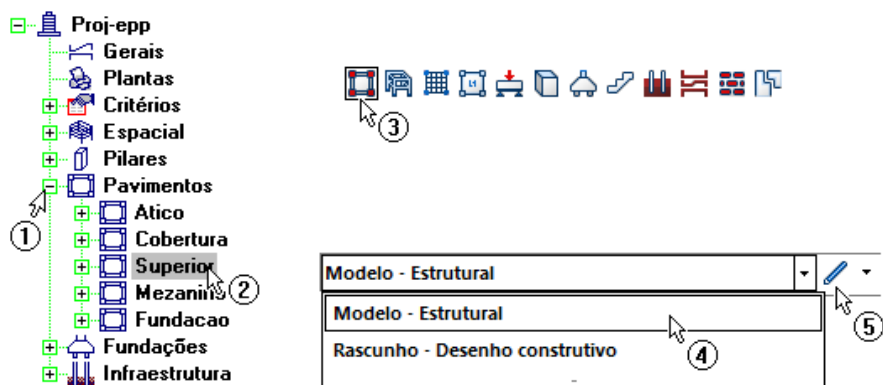 Proj-epp
Gerais
Plantas
Critérios
Espacial
3
Pilares
Pavimentos
1
Atico
Cobertura
Superior
2
Mezanino
Fundacao
Fundações
Infraestrutura
Modelo - Estrutural
5
Modelo - Estrutural
4
Rascunho - Desenho construtivo